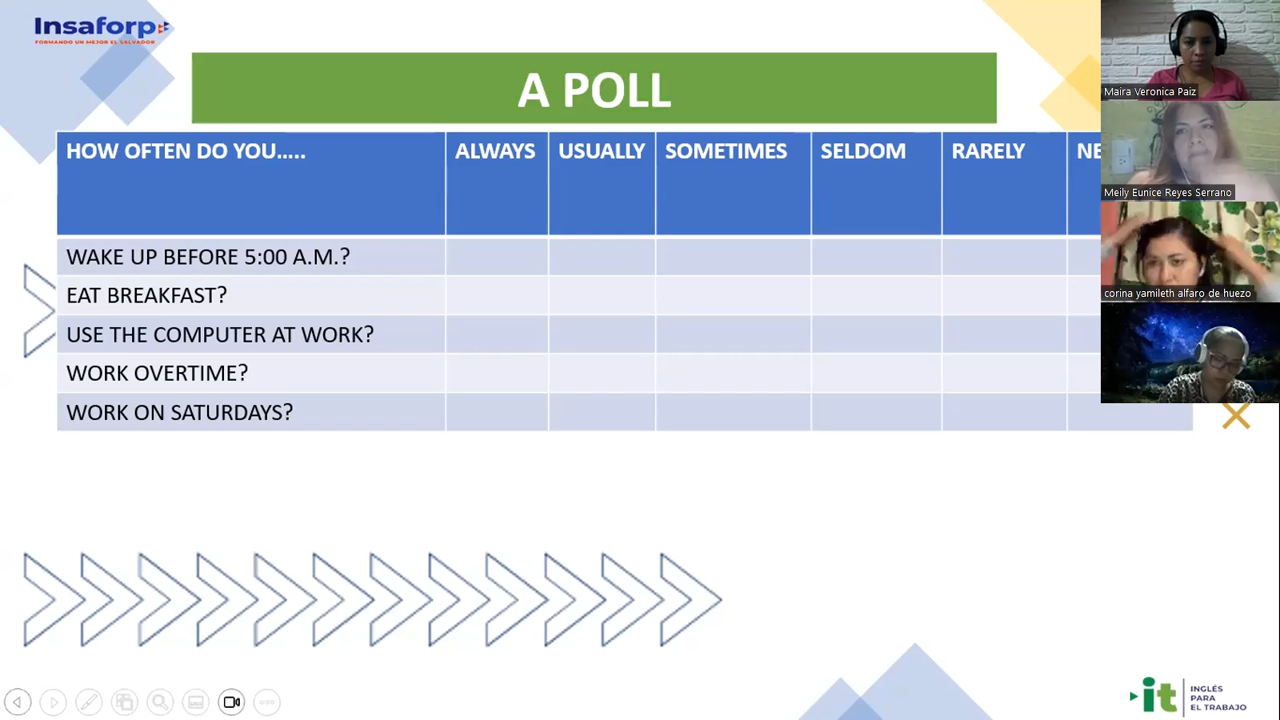 Insaforp
FORMANDO UN MEJOR EL SALVADOR
A POLL
HOW OFTEN DO YOU..... ALWAYS USUALLY SOMETIMES SELDOM RARELY NE
WAKE UP BEFORE 5:00 A.M.?
EAT BREAKFAST?
USE THE COMPUTER AT WORK?
WORK OVERTIME?
WORK ON SATURDAYS?
Maira Veronica Paiz
Meily Eunice Reyes Serrano
corina yamileth alfaro de huezo
it INGLÉS
PARA
EL TRABAJO